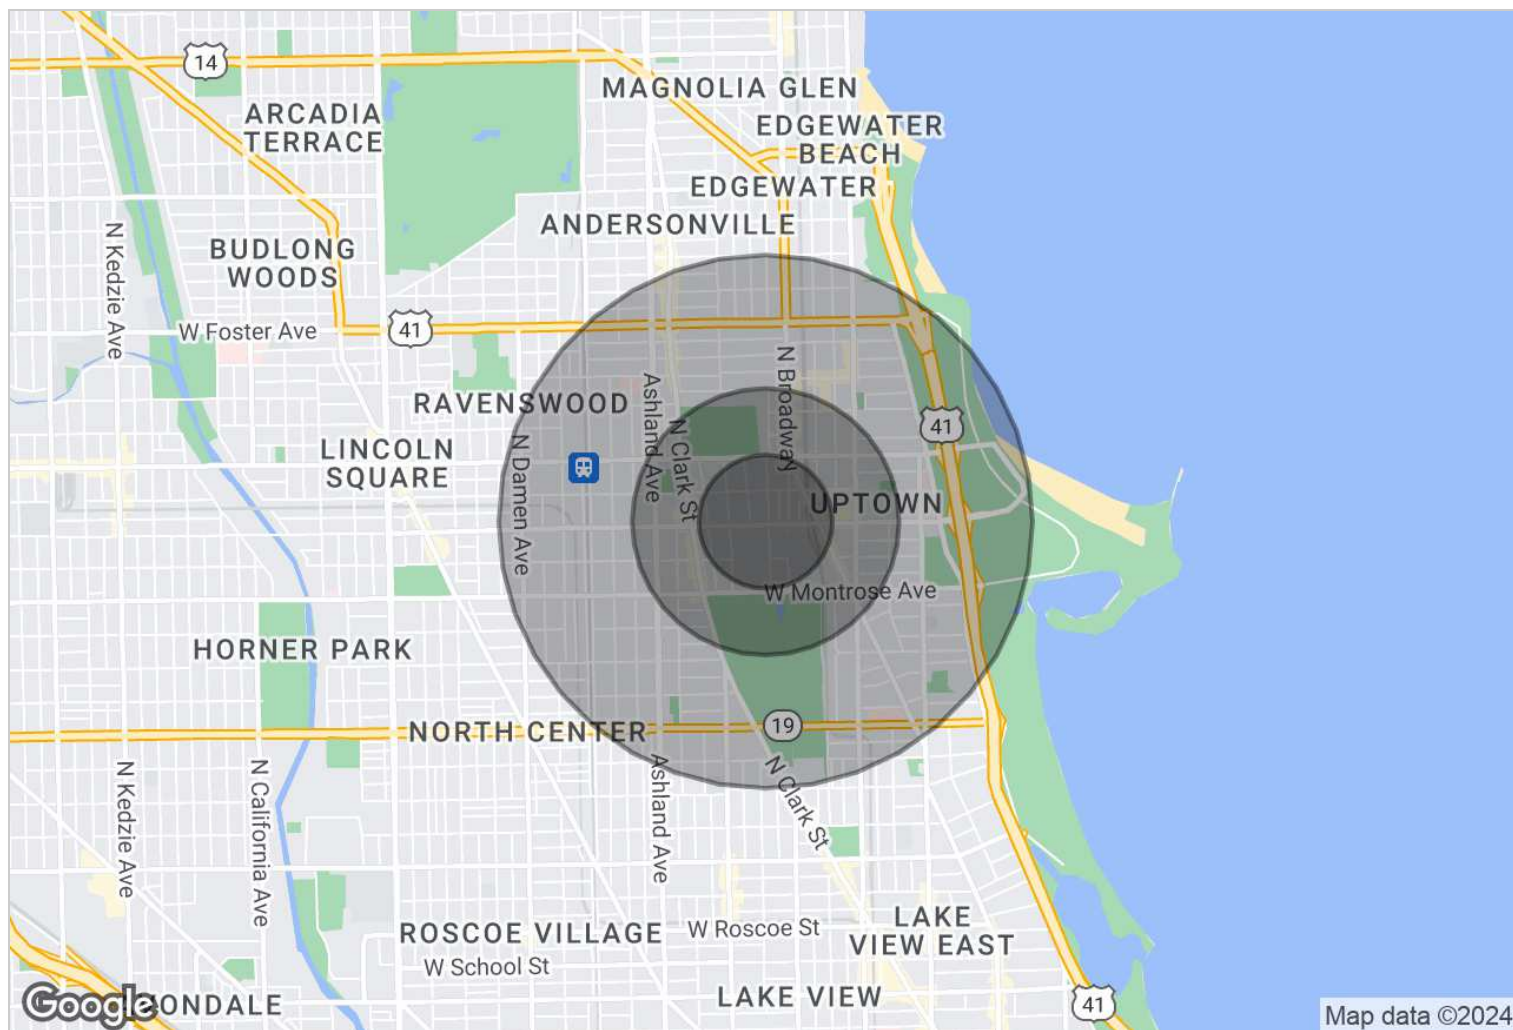 14
MAGNOLIA GLEN
ARCADIA
TERRACE
EDGEWATER
BEACH
EDGEWATER
ANDERSONVILLE
N Kedzie Ave
BUDLONG
WOODS
W Foster Ave
41
N Broadway
RAVENSWOOD
Ashland Ave
N Clark St
41
N Damen Ave
LINCOLN
SQUARE
UPTOWN
W Montrose Ave
HORNER PARK
NORTH CENTER
19
N Kedzie Ave
N California Ave
Ashland Ave
N Clark St
ROSCOE VILLAGE
W Roscoe St
LAKE
VIEW EAST
W School St
LAKE VIEW
41
Google
ONDALE
Map data ©2024